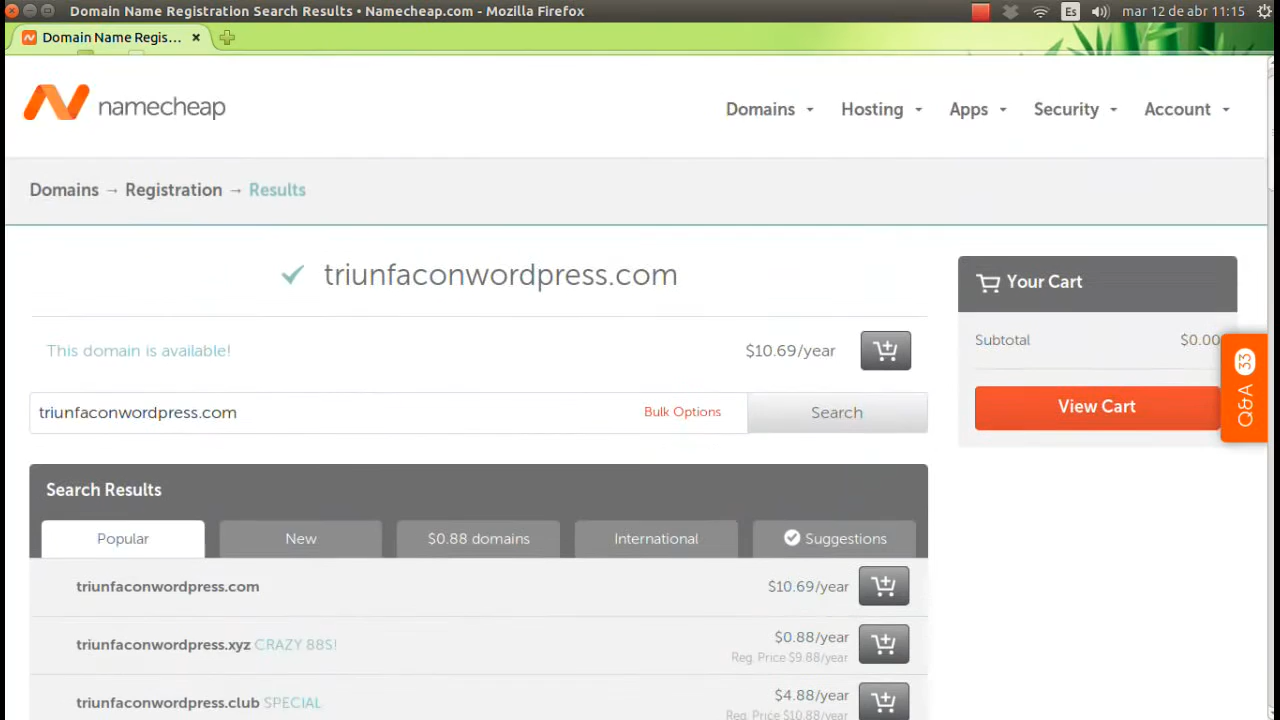 Domain Name Registration Search Results • Namecheap.com - Mozilla Firefox
Es
mar 12 de abr 11:15
Domain Name Regis... ×
namecheap
Domains Hosting Apps Security Account
Domains → Registration → Results
triunfaconwordpress.com
This domain is available! $10.69/year
triunfaconwordpress.com Bulk Options Search
Your Cart
Subtotal $0.00
View Cart
Q&A 33
Search Results
Popular New $0.88 domains International Suggestions
triunfaconwordpress.com $10.69/year
triunfaconwordpress.xyz CRAZY 88S! $0.88/year
Reg. Price $9.88/year
triunfaconwordpress.club SPECIAL $4.88/year
Reg. Price $10.88/year